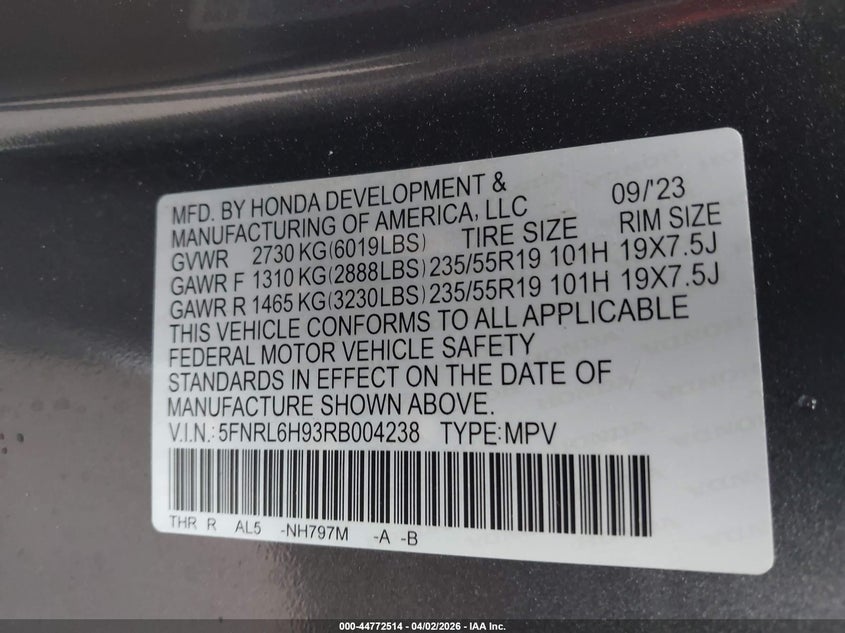 MFD. BY HONDA DEVELOPMENT & 09/'23
MANUFACTURING OF AMERICA, LLC
GVWR 2730 KG(6019LBS) TIRE SIZE RIM SIZE
GAWR F 1310 KG(2888LBS) 235/55R19 101H 19X7.5J
GAWR R 1465 KG(3230LBS) 235/55R19 101H 19X7.5J
THIS VEHICLE CONFORMS TO ALL APPLICABLE
FEDERAL MOTOR VEHICLE SAFETY
STANDARDS IN EFFECT ON THE DATE OF
MANUFACTURE SHOWN ABOVE.
V.I.N.: 5FNRL6H93RB004238 TYPE:MPV
THR R AL5 -NH797M -A -B
000-44772514 - 04/02/2026 - IAA Inc.